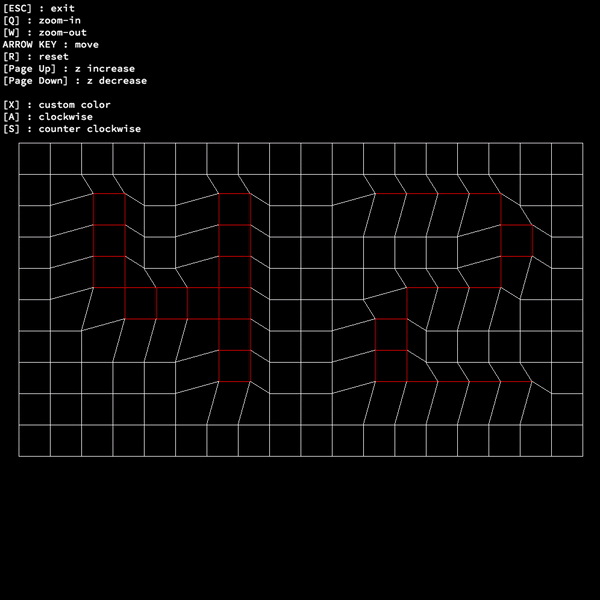 [ESC] : exit
[Q] : zoom-in
[W] : zoom-out
ARROW KEY : move
[R] : reset
[Page Up] : z increase
[Page Down] : z decrease
[X] : custom color
[A] : clockwise
[S] : counter clockwise
42